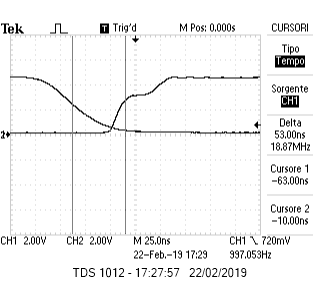 Tek T Trig'd M Pos: 0.000s CURSORI
Tipo
Tempo
Sorgente
CH1
Delta
53.00ns
18.87MHz
Cursore 1
-63.00ns
Cursore 2
-10.00ns
2
CH1 2.00V CH2 2.00V M 25.0ns CH1 \ 720mV
22-Feb.-19 17:29 997.053Hz
TDS 1012 - 17:27:57 22/02/2019